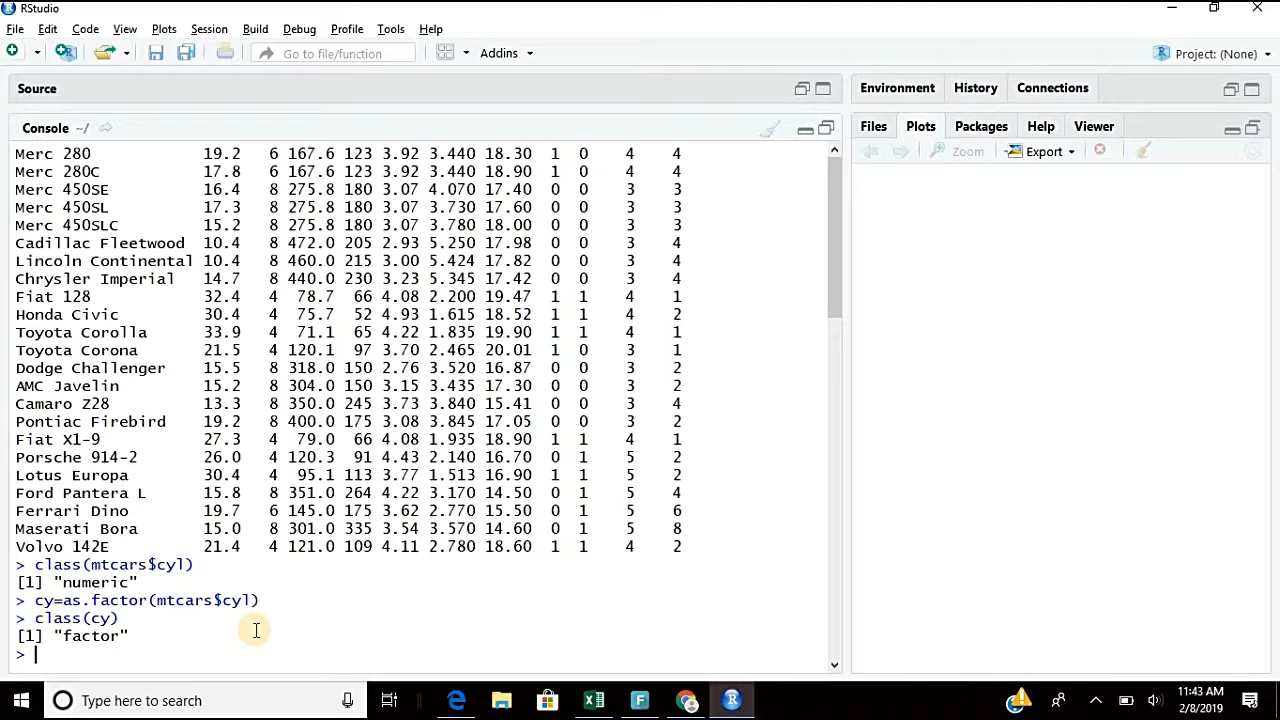 RStudio
File Edit Code View Plots Session Build Debug Profile Tools Help
Go to file/function Addins Project: (None)
Source
Console ~/
Merc 280 19.2 6 167.6 123 3.92 3.440 18.30 1 0 4 4
Merc 280C 17.8 6 167.6 123 3.92 3.440 18.90 1 0 4 4
Merc 450SE 16.4 8 275.8 180 3.07 4.070 17.40 0 0 3 3
Merc 450SL 17.3 8 275.8 180 3.07 3.730 17.60 0 0 3 3
Merc 450SLC 15.2 8 275.8 180 3.07 3.780 18.00 0 0 3 3
Cadillac Fleetwood 10.4 8 472.0 205 2.93 5.250 17.98 0 0 3 4
Lincoln Continental 10.4 8 460.0 215 3.00 5.424 17.82 0 0 3 4
Chrysler Imperial 14.7 8 440.0 230 3.23 5.345 17.42 0 0 3 4
Fiat 128 32.4 4 78.7 66 4.08 2.200 19.47 1 1 4 1
Honda Civic 30.4 4 75.7 52 4.93 1.615 18.52 1 1 4 2
Toyota Corolla 33.9 4 71.1 65 4.22 1.835 19.90 1 1 4 1
Toyota Corona 21.5 4 120.1 97 3.70 2.465 20.01 1 0 3 1
Dodge Challenger 15.5 8 318.0 150 2.76 3.520 16.87 0 0 3 2
AMC Javelin 15.2 8 304.0 150 3.15 3.435 17.30 0 0 3 2
Camaro Z28 13.3 8 350.0 245 3.73 3.840 15.41 0 0 3 4
Pontiac Firebird 19.2 8 400.0 175 3.08 3.845 17.05 0 0 3 2
Fiat X1-9 27.3 4 79.0 66 4.08 1.935 18.90 1 1 4 1
Porsche 914-2 26.0 4 120.3 91 4.43 2.140 16.70 0 1 5 2
Lotus Europa 30.4 4 95.1 113 3.77 1.513 16.90 1 1 5 2
Ford Pantera L 15.8 8 351.0 264 4.22 3.170 14.50 0 1 5 4
Ferrari Dino 19.7 6 145.0 175 3.62 2.770 15.50 0 1 5 6
Maserati Bora 15.0 8 301.0 335 3.54 3.570 14.60 0 1 5 8
Volvo 142E 21.4 4 121.0 109 4.11 2.780 18.60 1 1 4 2
> class(mtcars$cyl)
[1] "numeric"
> cy=as.factor(mtcars$cyl)
> class(cy)
[1] "factor"
>
Environment History Connections
Files Plots Packages Help Viewer
Zoom Export
Type here to search
11:43 AM
2/8/2019